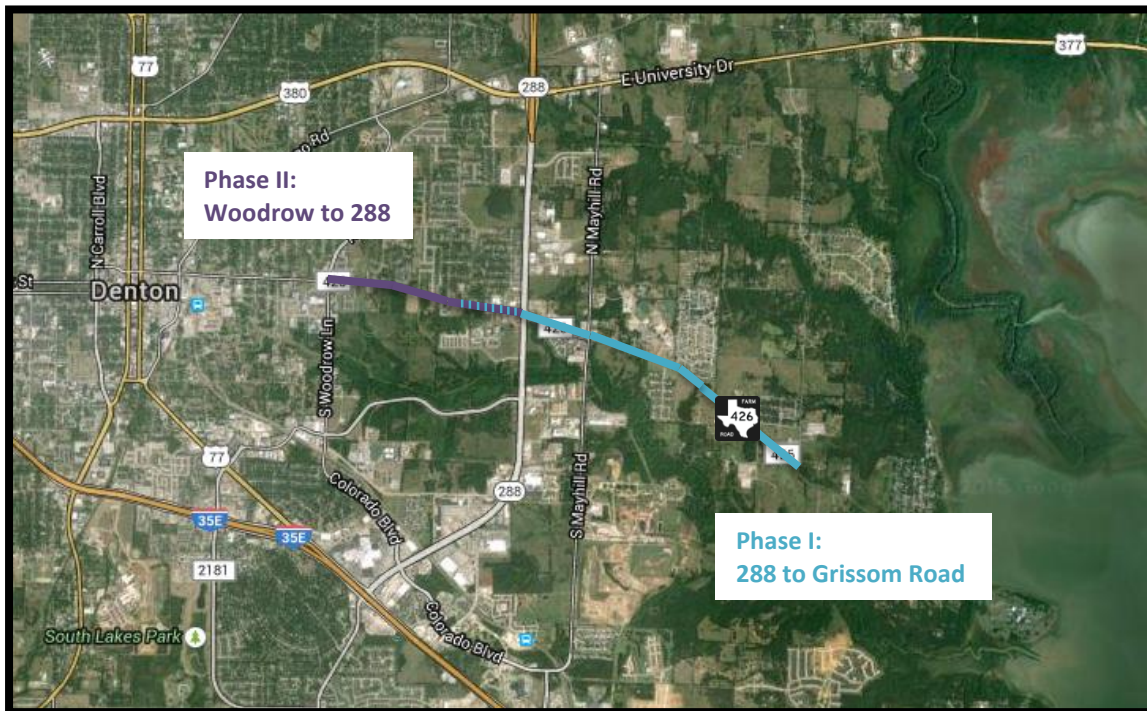 77
377
E University Dr
288
380
Phase II:
Woodrow to 288
N Carroll Blvd
N Mayhill Rd
St
Denton
S Woodrow Ln
FARM
426
ROAD
77
Colorado Blvd
288
S Mayhill Rd
35E
35E
Phase I:
288 to Grissom Road
2181
Colorado Blvd
South Lakes Park